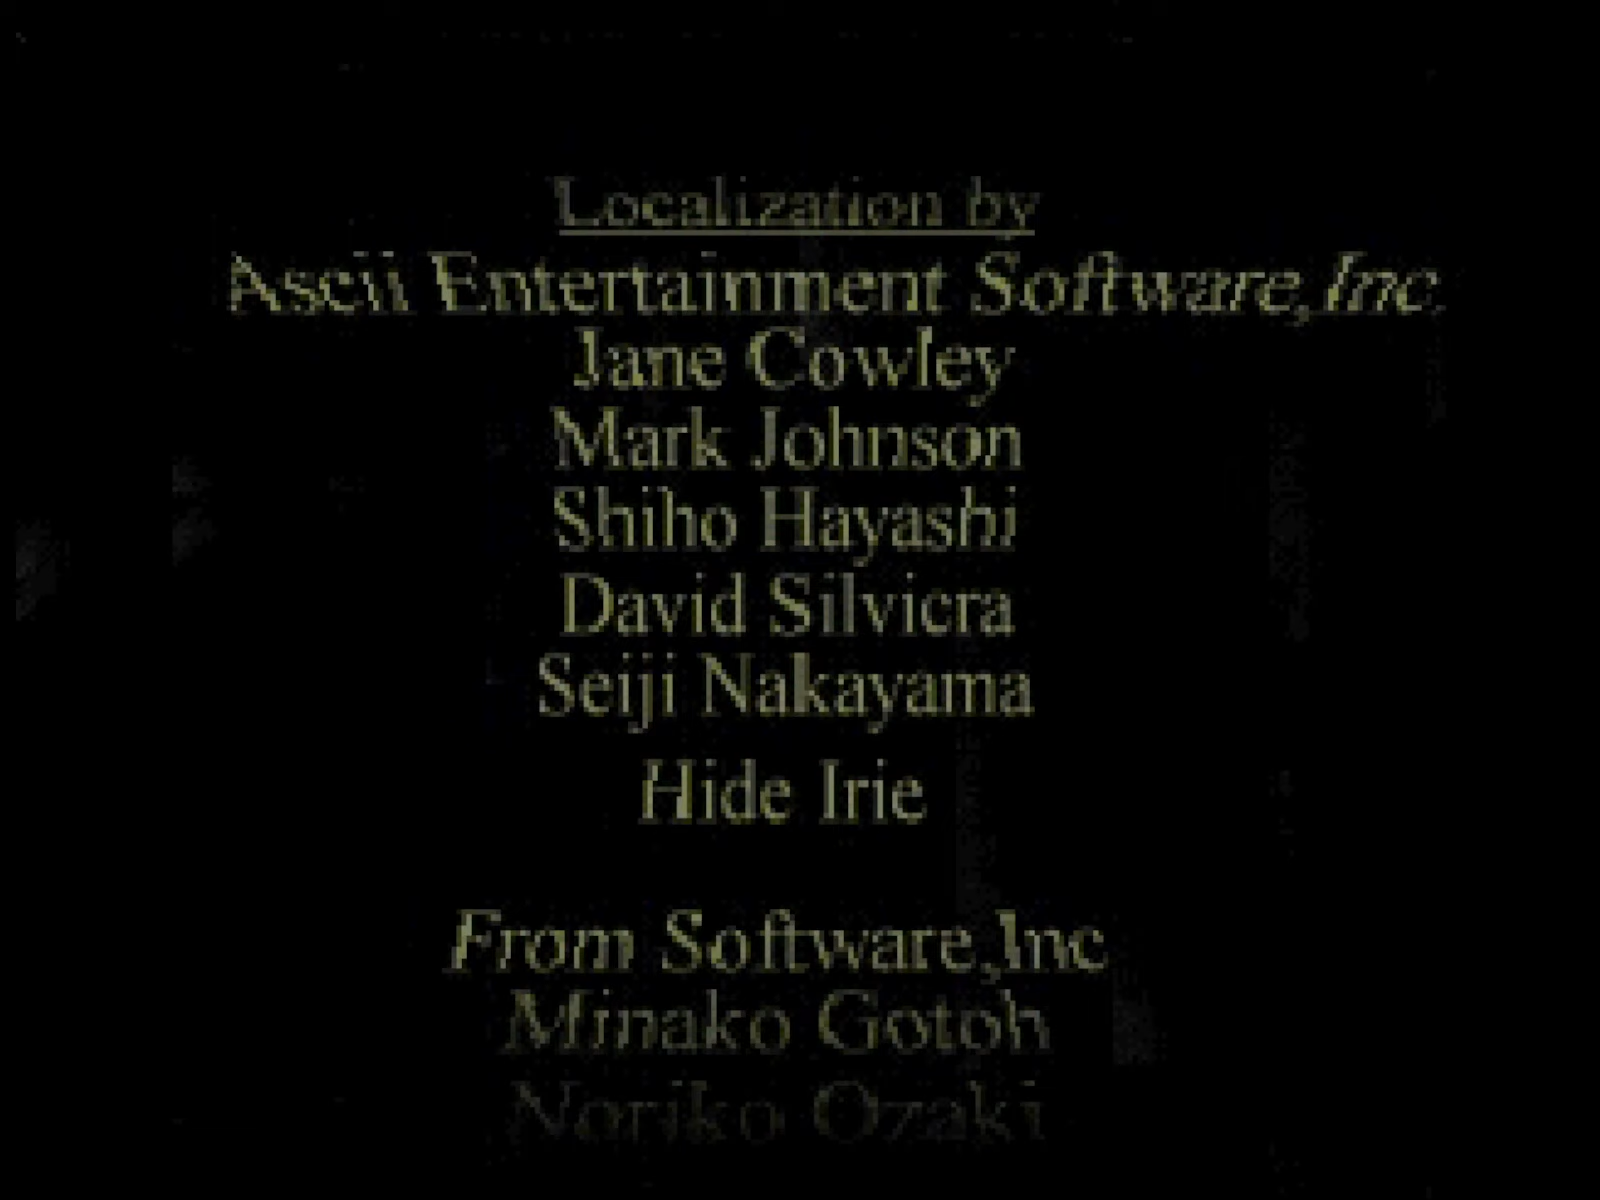 Localization by
Ascii Entertainment Software,Inc.
Jane Cowley
Mark Johnson
Shiho Hayashi
David Silviera
Seiji Nakayama
Hide Irie
From Software,Inc
Minako Gotoh
Noriko Ozaki